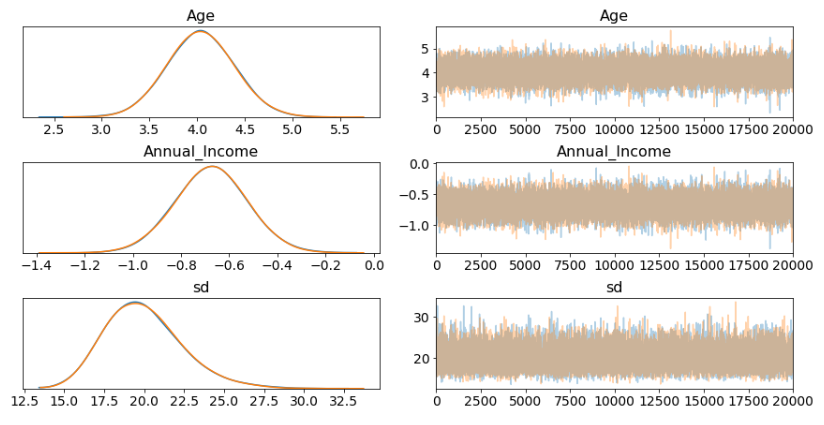 Age
Age
5
4
3
2.5 3.0 3.5 4.0 4.5 5.0 5.5
0 2500 5000 7500 10000 12500 15000 17500 20000
Annual_Income
Annual_Income
0.0
−0.5
−1.0
−1.4 −1.2 −1.0 −0.8 −0.6 −0.4 −0.2 0.0
0 2500 5000 7500 10000 12500 15000 17500 20000
sd
sd
30
20
12.5 15.0 17.5 20.0 22.5 25.0 27.5 30.0 32.5
0 2500 5000 7500 10000 12500 15000 17500 20000